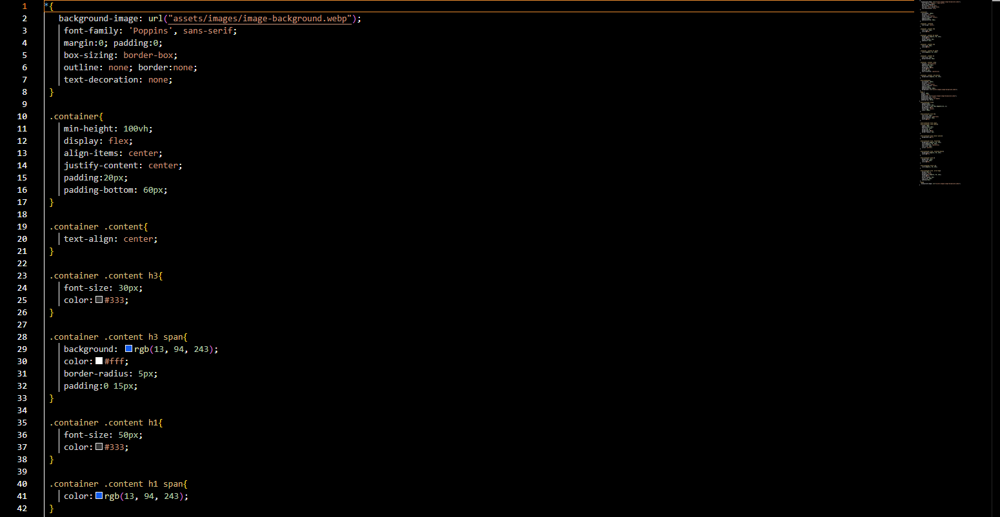 1 *{
2 background-image: url("assets/images/image-background.webp");
3 font-family: 'Poppins', sans-serif;
4 margin:0; padding:0;
5 box-sizing: border-box;
6 outline: none; border:none;
7 text-decoration: none;
8 }
9
10 .container{
11 min-height: 100vh;
12 display: flex;
13 align-items: center;
14 justify-content: center;
15 padding:20px;
16 padding-bottom: 60px;
17 }
18
19 .container .content{
20 text-align: center;
21 }
22
23 .container .content h3{
24 font-size: 30px;
25 color:#333;
26 }
27
28 .container .content h3 span{
29 background: rgb(13, 94, 243);
30 color:#fff;
31 border-radius: 5px;
32 padding:0 15px;
33 }
34
35 .container .content h1{
36 font-size: 50px;
37 color:#333;
38 }
39
40 .container .content h1 span{
41 color:rgb(13, 94, 243);
42 }